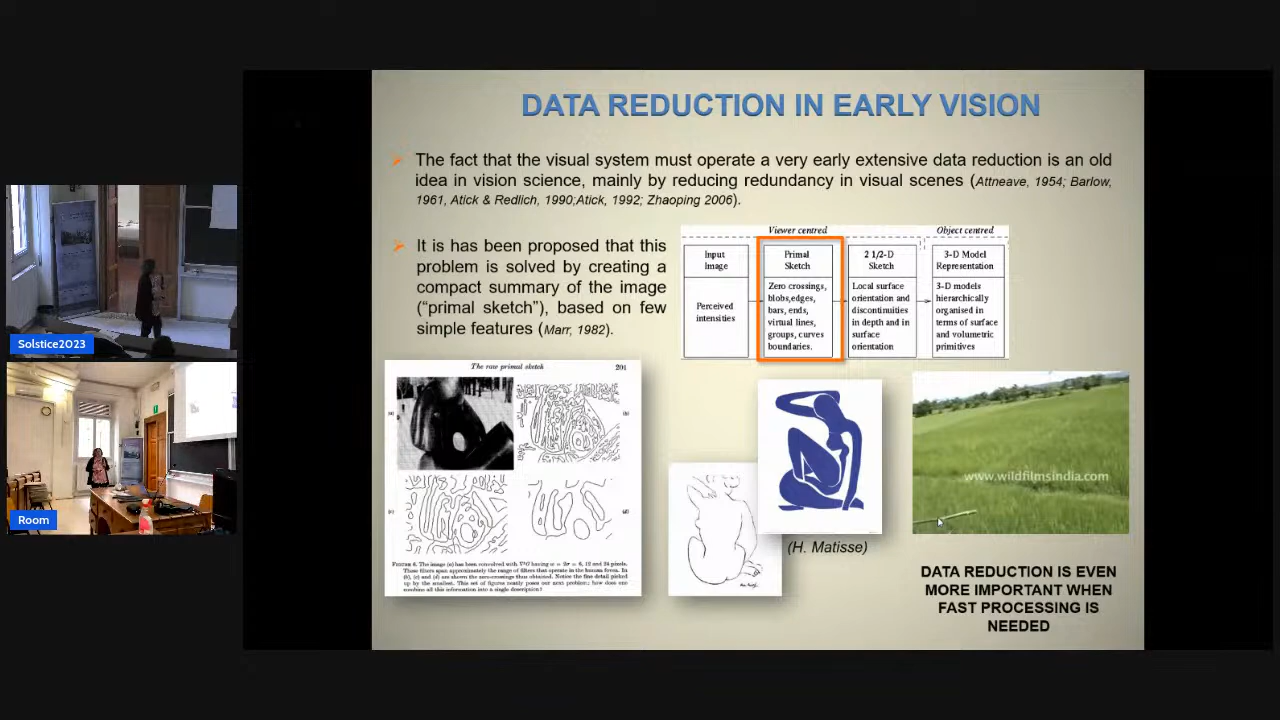 DATA REDUCTION IN EARLY VISION
The fact that the visual system must operate a very early extensive data reduction is an old
idea in vision science, mainly by reducing redundancy in visual scenes (Attneave, 1954; Barlow,
1961, Atick & Redlich, 1990;Atick, 1992; Zhaoping 2006).
It is has been proposed that this
problem is solved by creating a
compact summary of the image
("primal sketch"), based on few
simple features (Marr, 1982).
Viewer centred
Object centred
Input
Image
Perceived
intensities
Primal
Sketch
Zero crossings,
blobs,edges,
bars, ends,
virtual lines,
groups, curves
boundaries.
2 1/2-D
Sketch
Local surface
orientation and
discontinuities
in depth and in
surface
orientation
3-D Model
Representation
3-D models
hierarchically
organised in
terms of surface
and volumetric
primitives
The raw primal sketch 201
(a)
(b)
(c)
(d)
www.wildfilmsindia.com
(H. Matisse)
DATA REDUCTION IS EVEN
MORE IMPORTANT WHEN
FAST PROCESSING IS
NEEDED
Solstice2023
Room